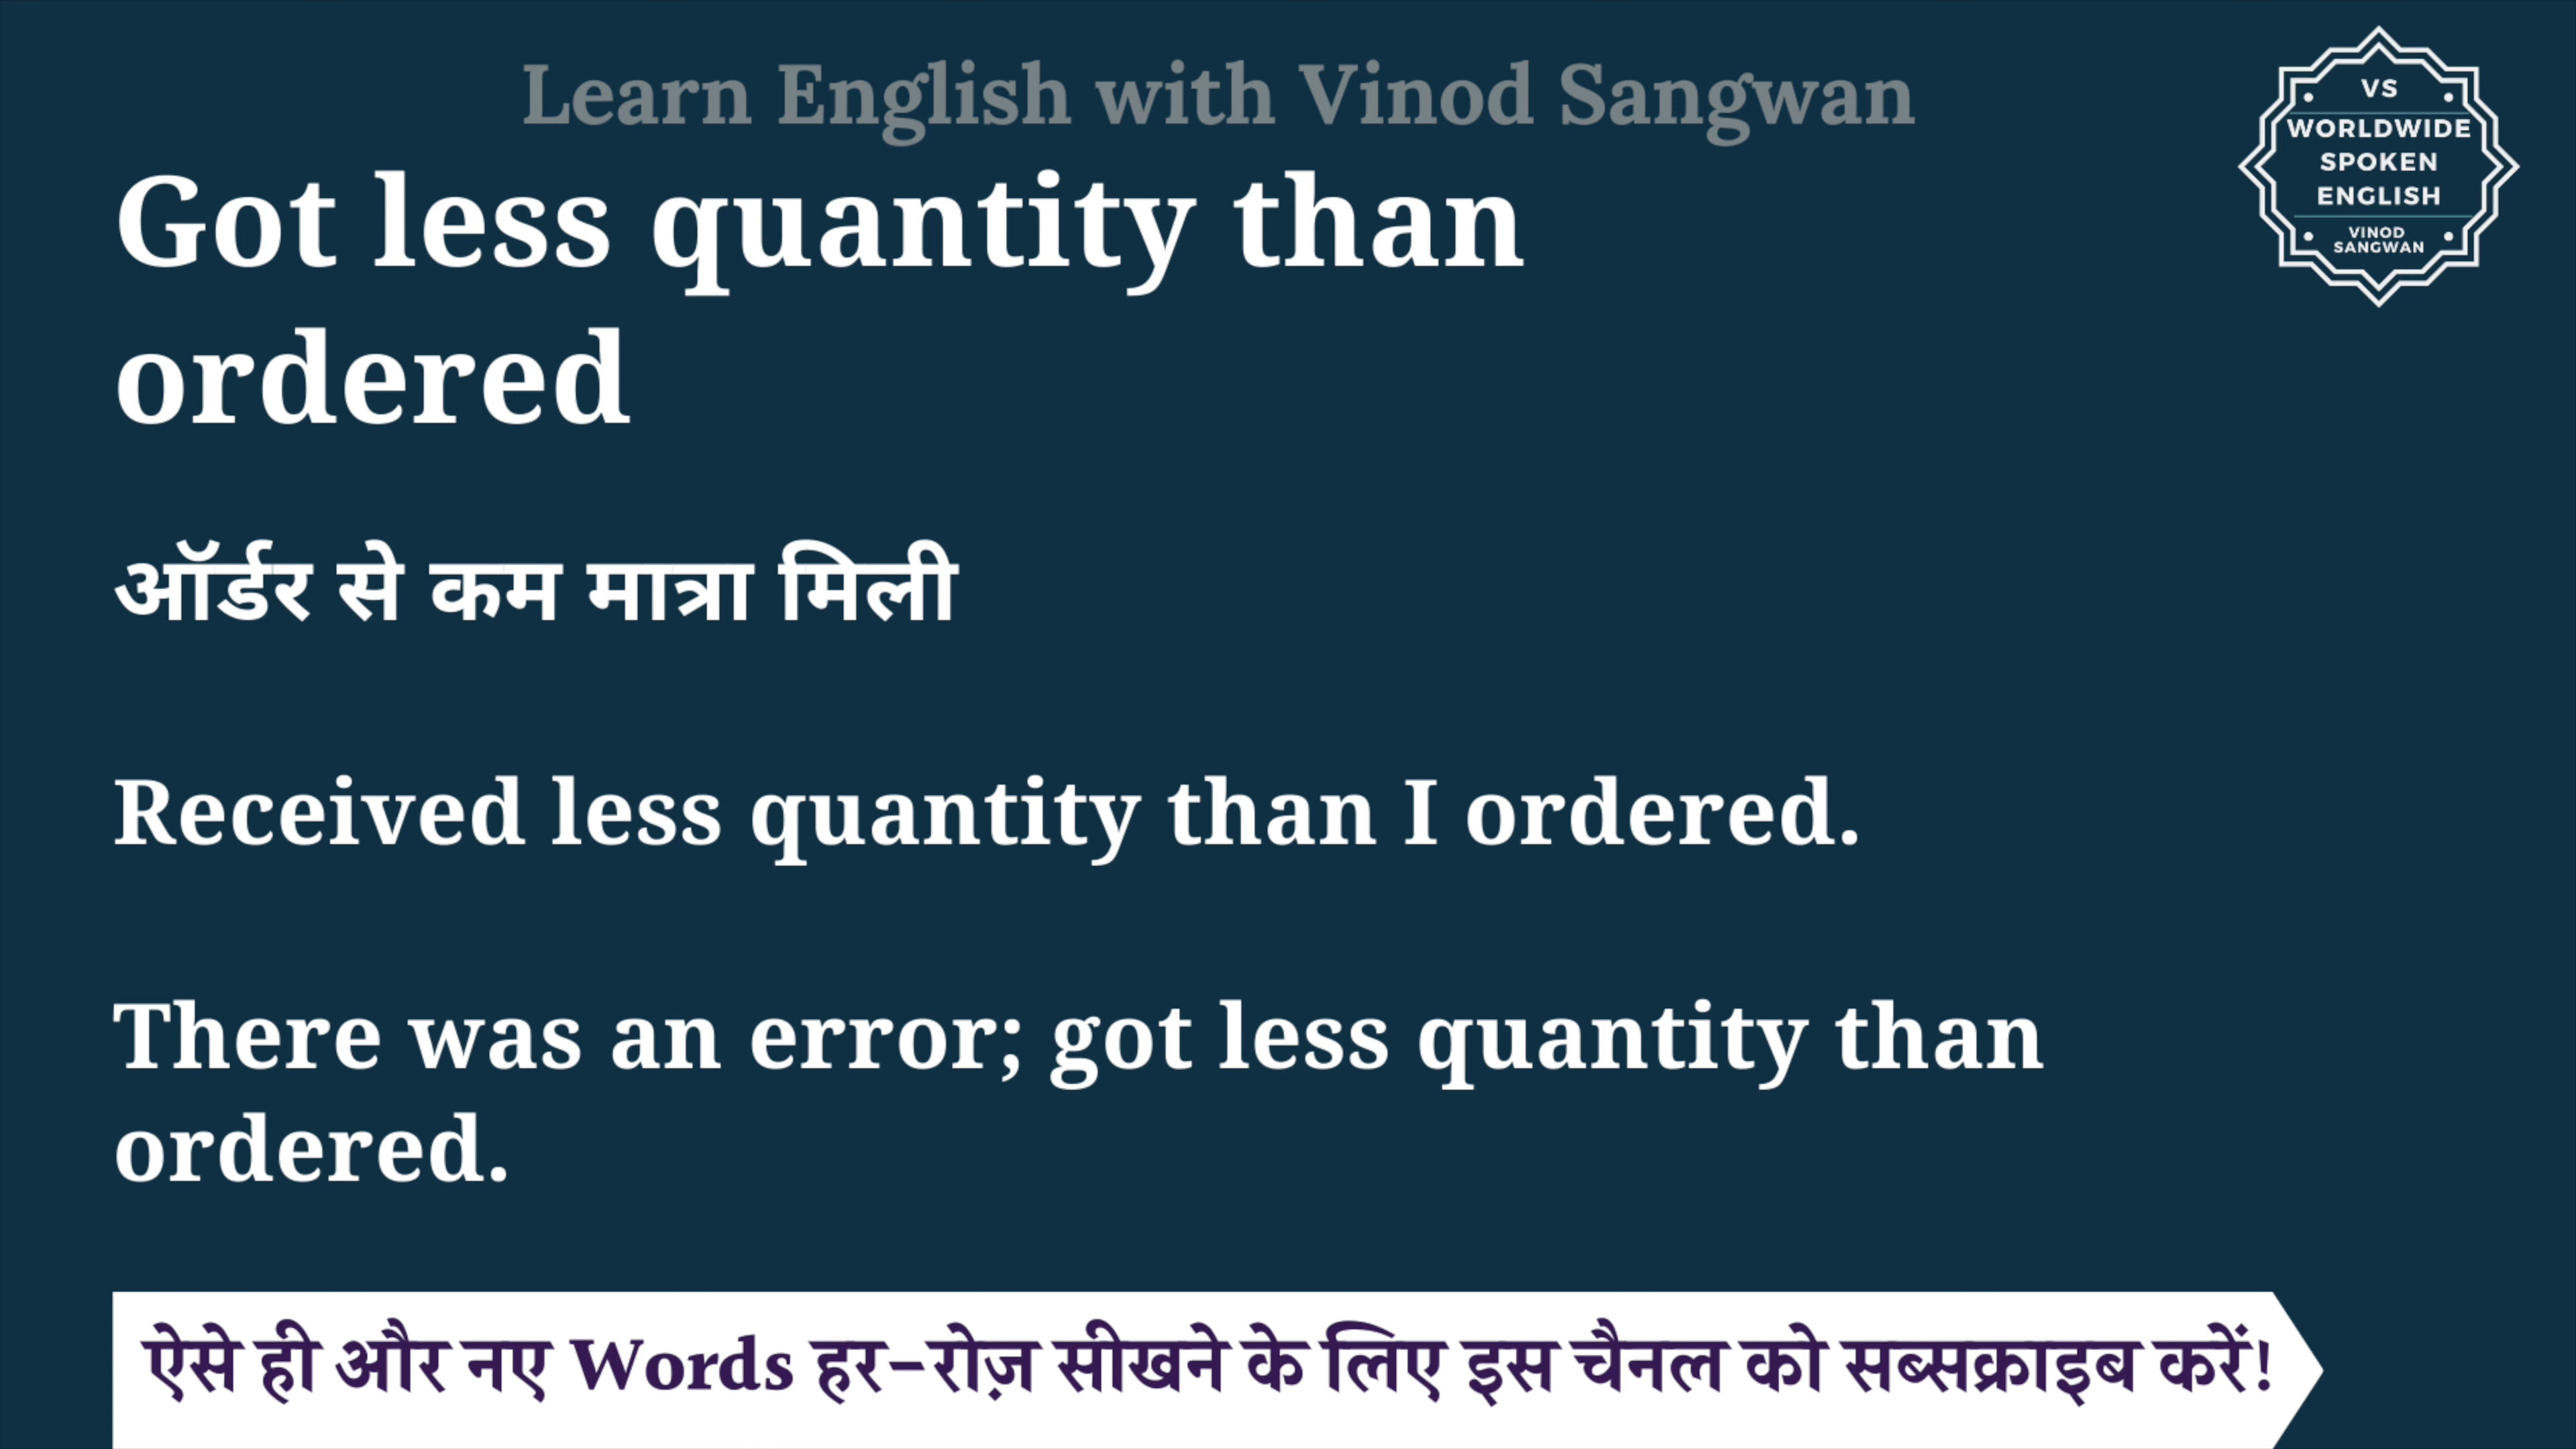 Learn English with Vinod Sangwan
VS
WORLDWIDE
SPOKEN
ENGLISH
VINOD
SANGWAN
Got less quantity than
ordered
ऑर्डर से कम मात्रा मिली
Received less quantity than I ordered.
There was an error; got less quantity than
ordered.
ऐसे ही और नए Words हर-रोज़ सीखने के लिए इस चैनल को सब्सक्राइब करें!